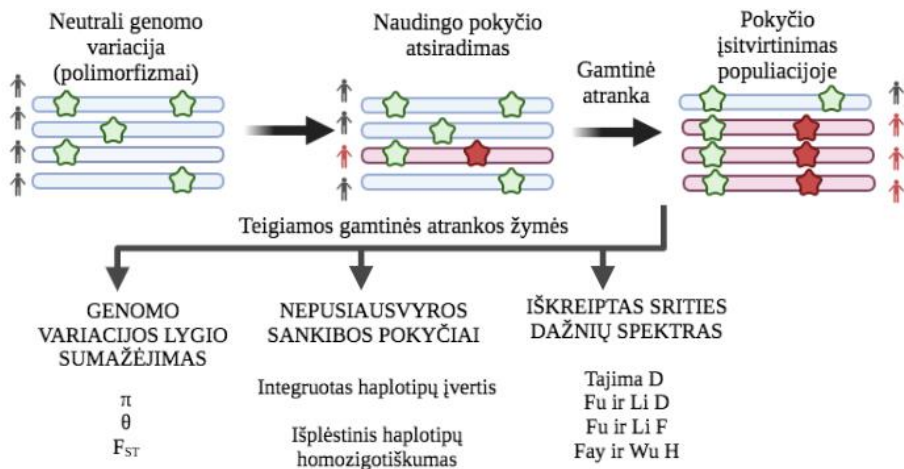 Neutrali genomo
variacija
(polimorfizmai)
Naudingo pokyčio
atsiradimas
Gamtinė
atranka
Pokyčio
įsitvirtinimas
populiacijoje
Teigiamos gamtinės atrankos žymės
GENOMO
VARIACIJOS LYGIO
SUMAŽĖJIMAS
π
θ
FST
NEPUSIAUSVYROS
SANKIBOS POKYČIAI
Integruotas haplotipų įvertis
Išplėstinis haplotipų
homozigotiškumas
IŠKREIPTAS SRITIES
DAŽNIŲ SPEKTRAS
Tajima D
Fu ir Li D
Fu ir Li F
Fay ir Wu H